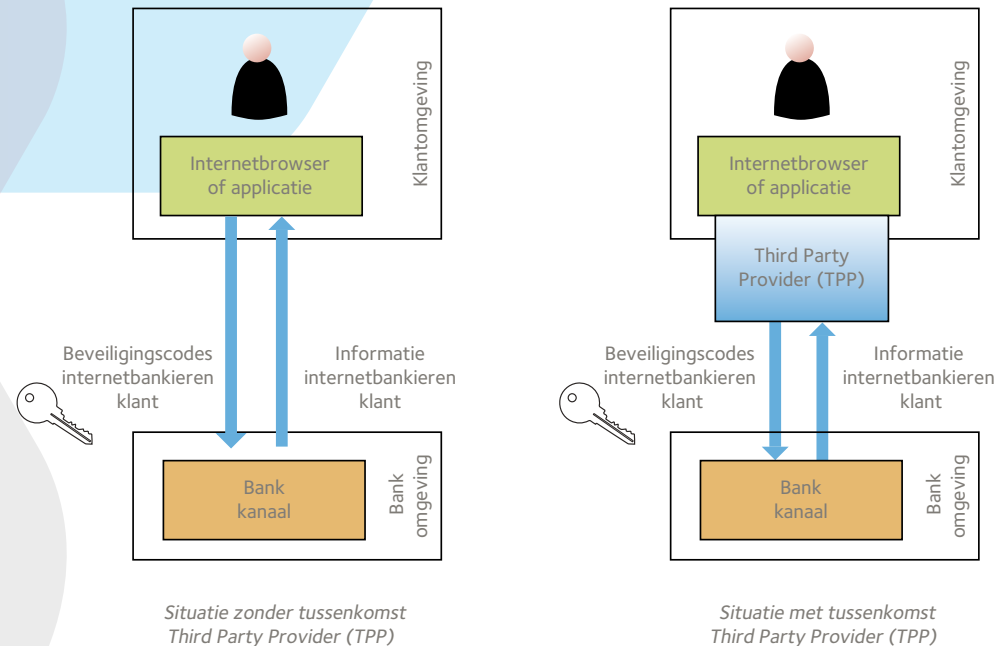 Klantomgeving
Internetbrowser
of applicatie
Beveiligingscodes
internetbankieren
klant
Informatie
internetbankieren
klant
Bank
kanaal
Bank
omgeving
Situatie zonder tussenkomst
Third Party Provider (TPP)
Klantomgeving
Internetbrowser
of applicatie
Third Party
Provider (TPP)
Beveiligingscodes
internetbankieren
klant
Informatie
internetbankieren
klant
Bank
kanaal
Bank
omgeving
Situatie met tussenkomst
Third Party Provider (TPP)